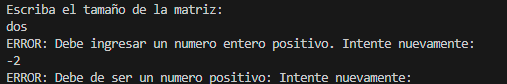 Escriba el tamaño de la matriz:
dos
ERROR: Debe ingresar un numero entero positivo. Intente nuevamente:
-2
ERROR: Debe de ser un numero positivo: Intente nuevamente: